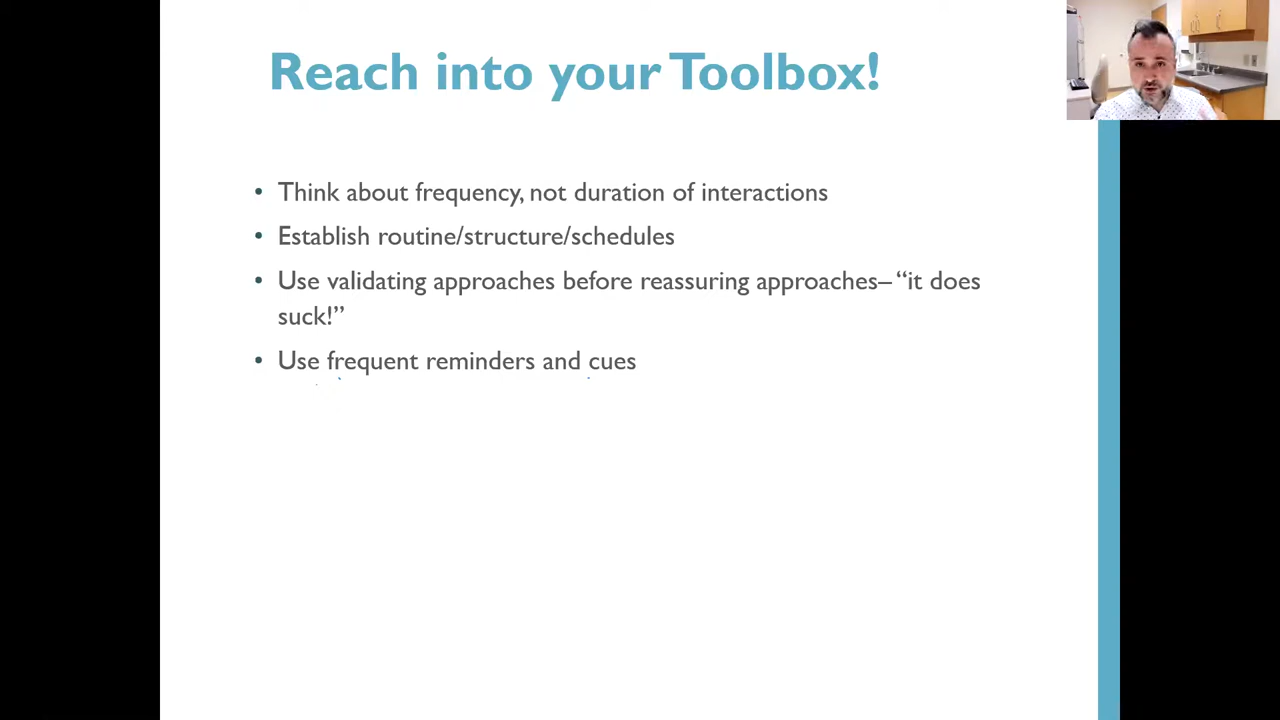 Reach into your Toolbox!
• Think about frequency, not duration of interactions
• Establish routine/structure/schedules
• Use validating approaches before reassuring approaches– “it does
suck!”
• Use frequent reminders and cues